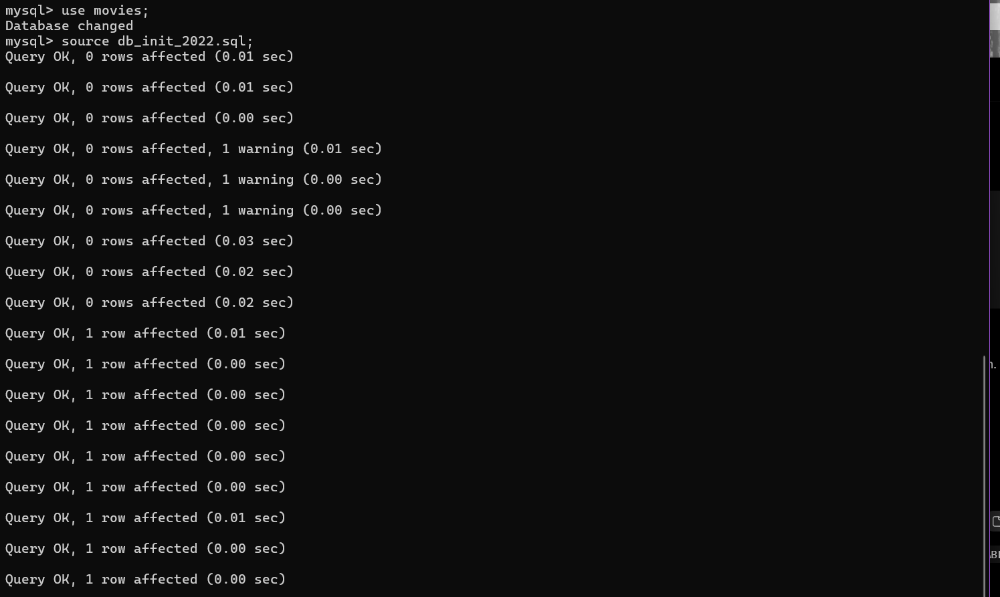 mysql> use movies;
Database changed
mysql> source db_init_2022.sql;
Query OK, 0 rows affected (0.01 sec)
Query OK, 0 rows affected (0.01 sec)
Query OK, 0 rows affected (0.00 sec)
Query OK, 0 rows affected, 1 warning (0.01 sec)
Query OK, 0 rows affected, 1 warning (0.00 sec)
Query OK, 0 rows affected, 1 warning (0.00 sec)
Query OK, 0 rows affected (0.03 sec)
Query OK, 0 rows affected (0.02 sec)
Query OK, 0 rows affected (0.02 sec)
Query OK, 1 row affected (0.01 sec)
Query OK, 1 row affected (0.00 sec)
Query OK, 1 row affected (0.00 sec)
Query OK, 1 row affected (0.00 sec)
Query OK, 1 row affected (0.00 sec)
Query OK, 1 row affected (0.00 sec)
Query OK, 1 row affected (0.01 sec)
Query OK, 1 row affected (0.00 sec)
Query OK, 1 row affected (0.00 sec)